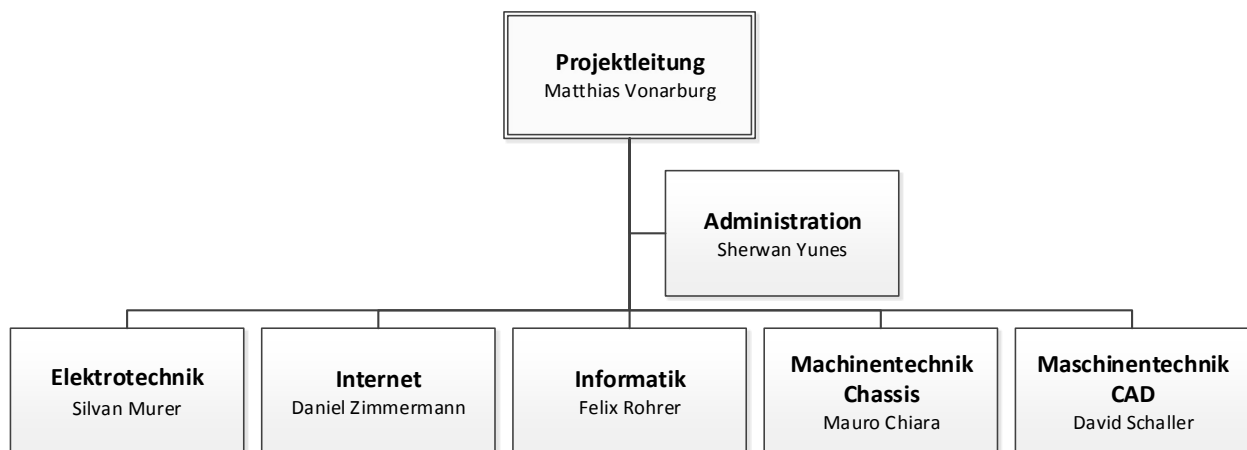 Projektleitung
Matthias Vonarburg
Administration
Sherwan Yunes
Elektrotechnik
Silvan Murer
Internet
Daniel Zimmermann
Informatik
Felix Rohrer
Machinentechnik
Chassis
Mauro Chiara
Maschinentechnik
CAD
David Schaller